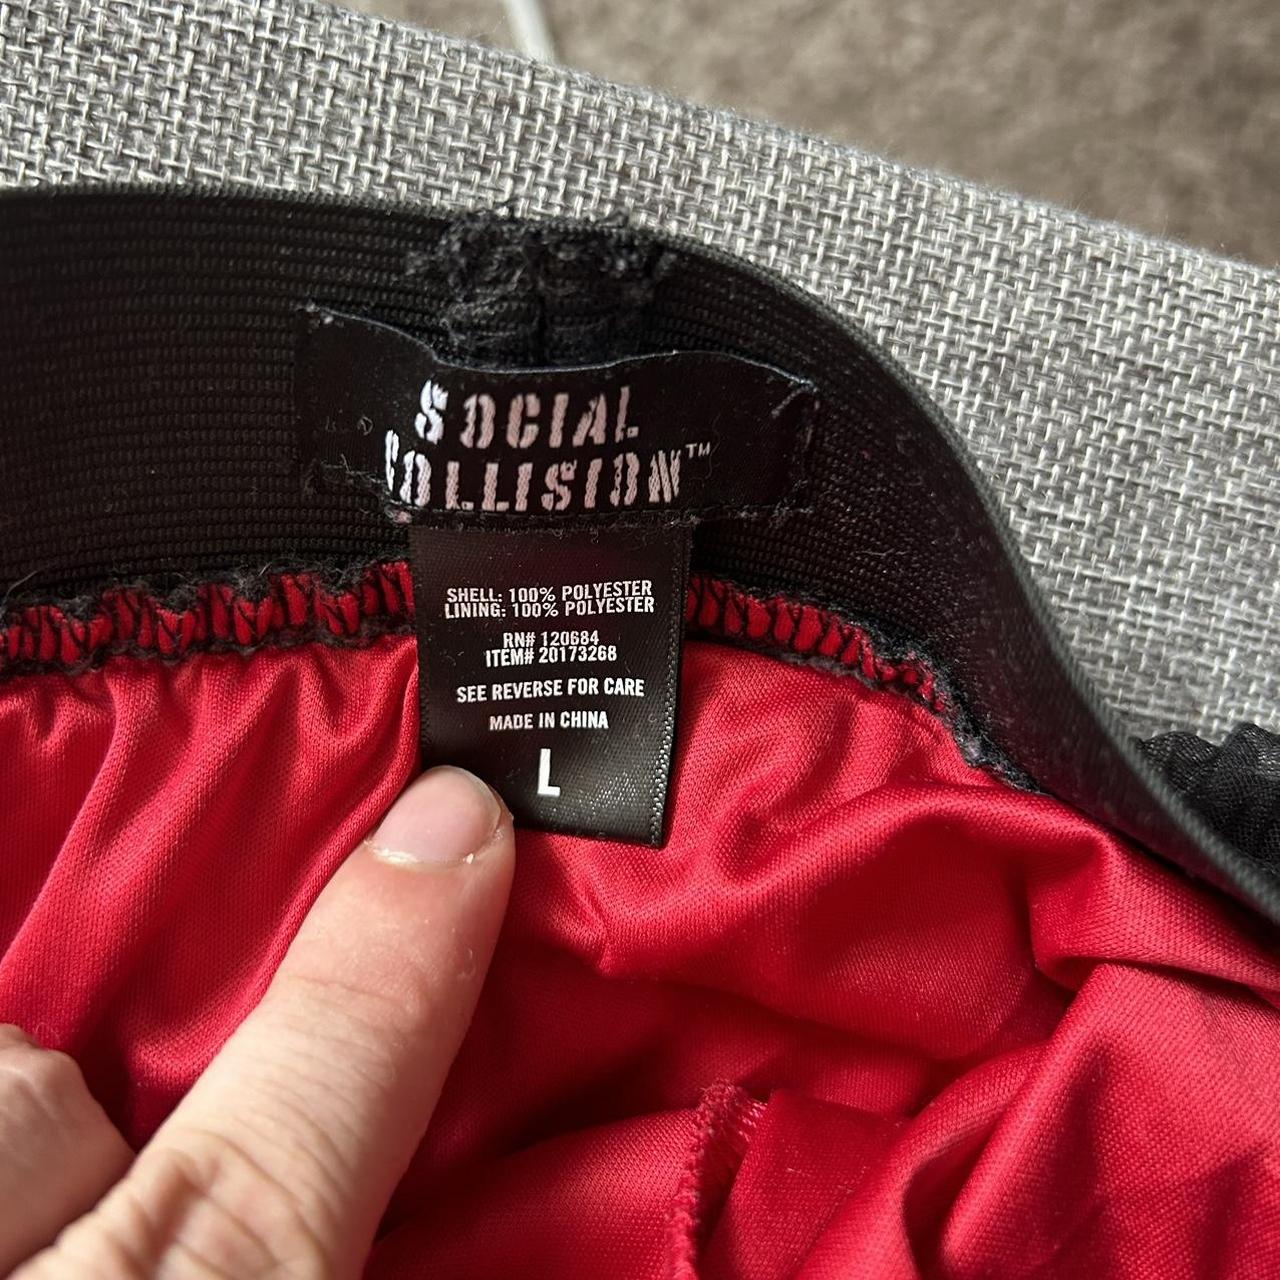 SOCIAL
COLLISION™
SHELL: 100% POLYESTER
LINING: 100% POLYESTER
RN# 120684
ITEM# 20173268
SEE REVERSE FOR CARE
MADE IN CHINA
L